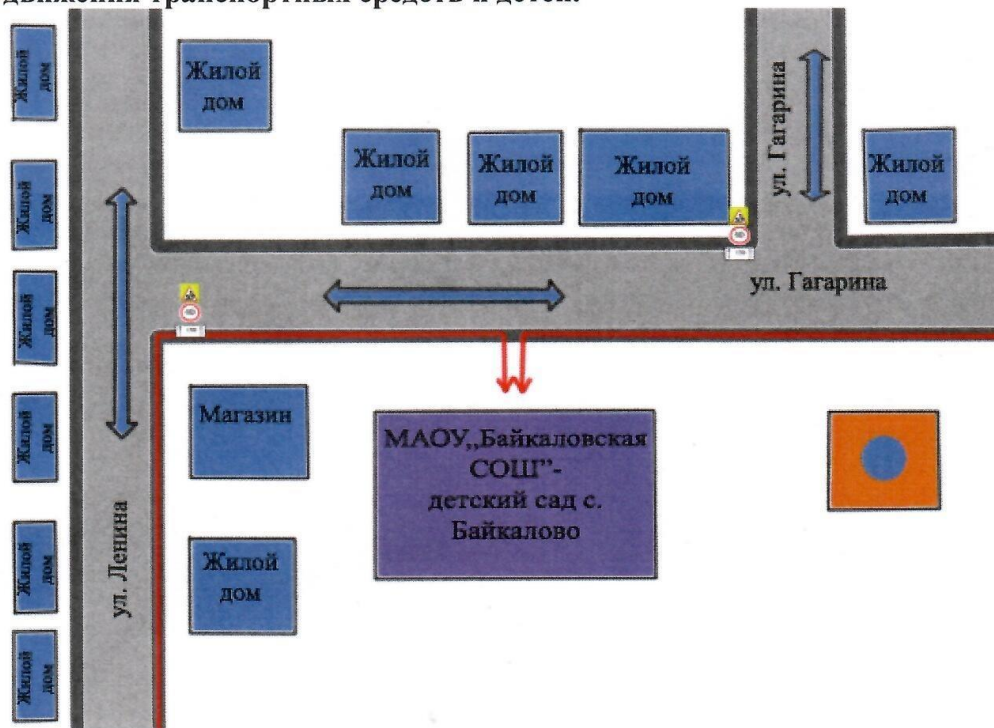 движения транспортных средств и детей.
Жилой
дом
Жилой
дом
ул. Гагарина
Жилой
дом
Жилой
дом
Жилой
дом
Жилой
дом
Жилой
дом
Жилой
дом
ул. Гагарина
Жилой
дом
Магазин
МАОУ„Байкаловская
СОШ”-
детский сад с.
Байкалово
Жилой
дом
ул. Ленина
Жилой
дом
Жилой
дом
Жилой
дом